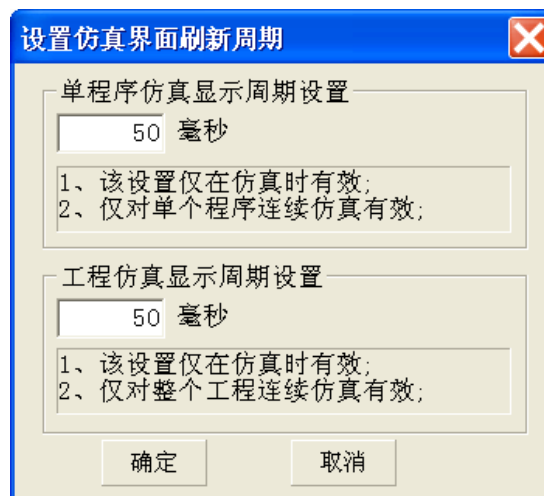 设置仿真界面刷新周期
单程序仿真显示周期设置
50 毫秒
1、该设置仅在仿真时有效;
2、仅对单个程序连续仿真有效;
工程仿真显示周期设置
50 毫秒
1、该设置仅在仿真时有效;
2、仅对整个工程连续仿真有效;
确定 取消